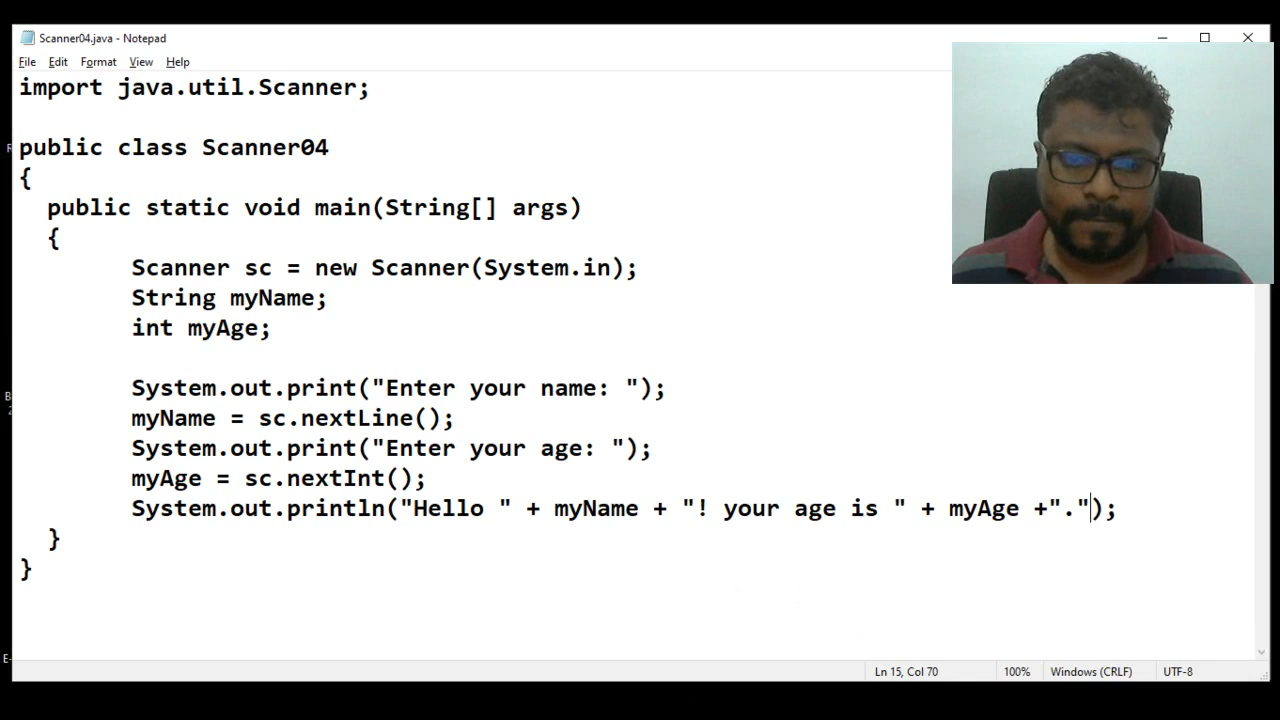 Scanner04.java - Notepad
File Edit Format View Help
import java.util.Scanner;
public class Scanner04
{
public static void main(String[] args)
{
Scanner sc = new Scanner(System.in);
String myName;
int myAge;
System.out.print("Enter your name: ");
myName = sc.nextLine();
System.out.print("Enter your age: ");
myAge = sc.nextInt();
System.out.println("Hello " + myName + "! your age is " + myAge +".");
}
}
Ln 15, Col 70 100% Windows (CRLF) UTF-8